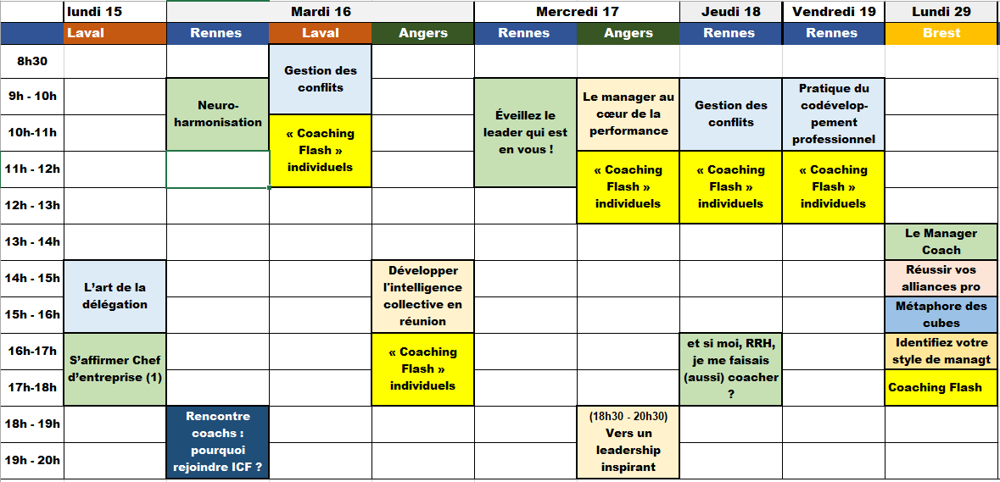 lundi 15 Mardi 16 Mercredi 17 Jeudi 18 Vendredi 19 Lundi 29
Laval Rennes Laval Angers Rennes Angers Rennes Rennes Brest
8h30
Gestion des
conflits
9h - 10h
Neuro-
harmonisation
Éveillez le
leader qui est
en vous !
Le manager au
cœur de la
performance
Gestion des
conflits
Pratique du
codévelop-
pement
professionnel
10h-11h
« Coaching
Flash »
individuels
11h - 12h
« Coaching
Flash »
individuels
« Coaching
Flash »
individuels
« Coaching
Flash »
individuels
12h - 13h
13h - 14h
Le Manager
Coach
14h - 15h
L’art de la
délégation
Développer
l'intelligence
collective en
réunion
Réussir vos
alliances pro
15h - 16h
Métaphore des
cubes
16h-17h
S’affirmer Chef
d’entreprise (1)
« Coaching
Flash »
individuels
et si moi, RRH,
je me faisais
(aussi) coacher
?
Identifiez votre
style de managt
17h-18h
Coaching Flash
18h - 19h
Rencontre
coachs :
pourquoi
rejoindre ICF ?
(18h30 - 20h30)
Vers un
leadership
inspirant
19h - 20h